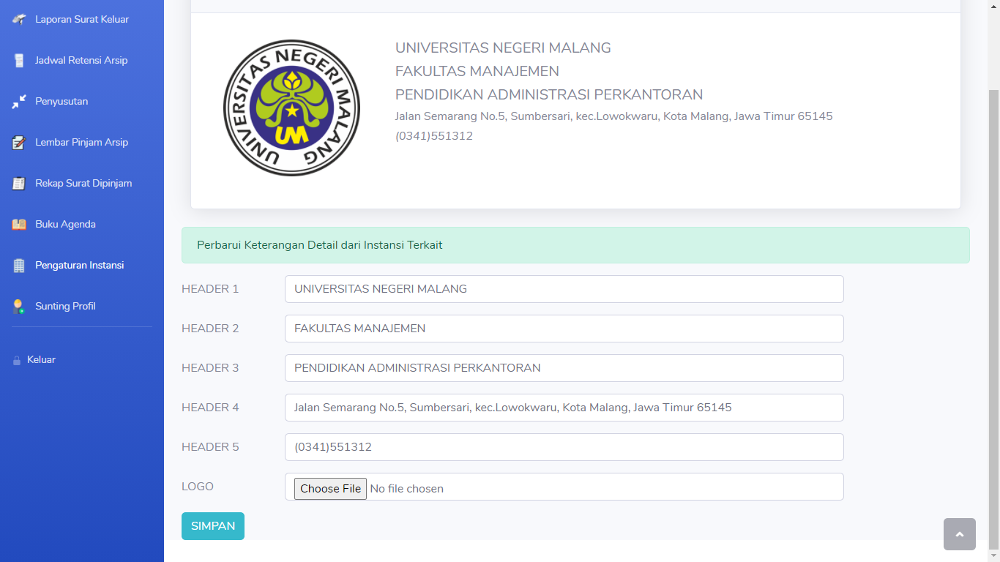 Laporan Surat Keluar
Jadwal Retensi Arsip
Penyusutan
Lembar Pinjam Arsip
Rekap Surat Dipinjam
Buku Agenda
Pengaturan Instansi
Sunting Profil
Keluar
UNIVERSITAS NEGERI MALANG
UM
UNIVERSITAS NEGERI MALANG
FAKULTAS MANAJEMEN
PENDIDIKAN ADMINISTRASI PERKANTORAN
Jalan Semarang No.5, Sumbersari, kec.Lowokwaru, Kota Malang, Jawa Timur 65145
(0341)551312
Perbarui Keterangan Detail dari Instansi Terkait
HEADER 1 UNIVERSITAS NEGERI MALANG
HEADER 2 FAKULTAS MANAJEMEN
HEADER 3 PENDIDIKAN ADMINISTRASI PERKANTORAN
HEADER 4 Jalan Semarang No.5, Sumbersari, kec.Lowokwaru, Kota Malang, Jawa Timur 65145
HEADER 5 (0341)551312
LOGO Choose File No file chosen
SIMPAN